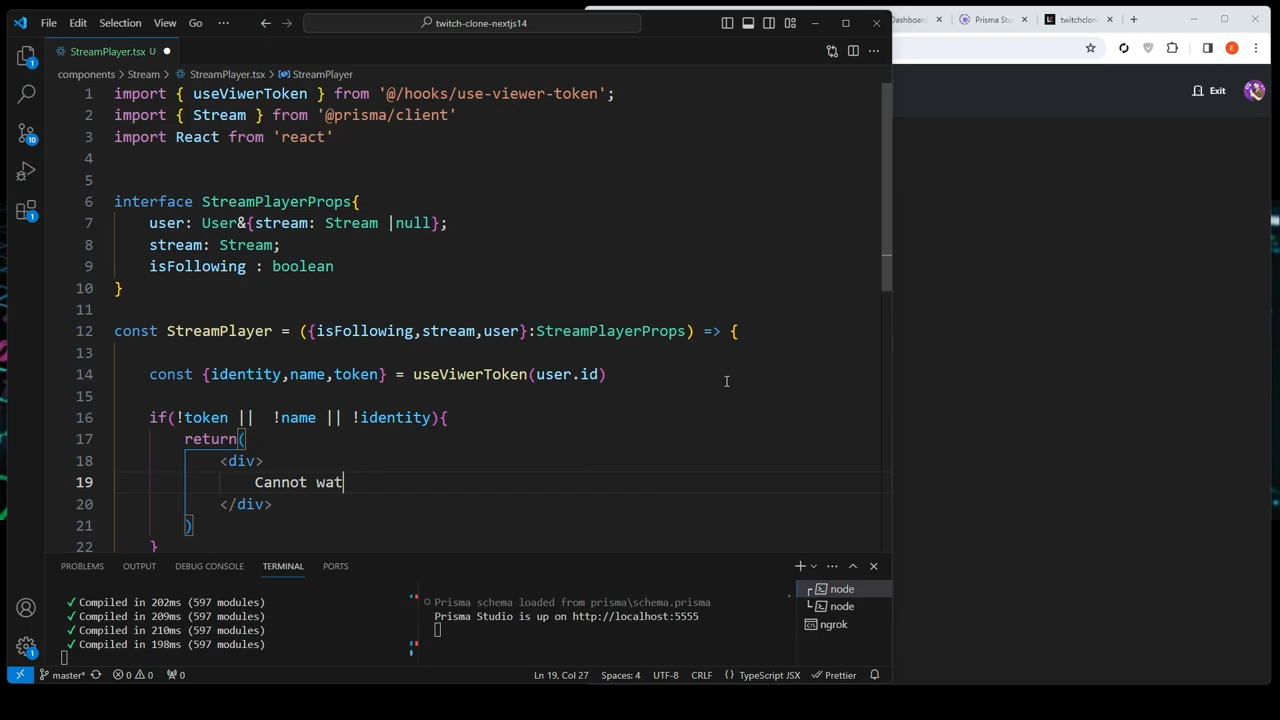 File Edit Selection View Go ··· twitch-clone-nextjs14
Dashboard Prisma Stu twitchclone
StreamPlayer.tsx U
E
components > Stream > StreamPlayer.tsx > StreamPlayer
Exit
1 import { useViwerToken } from '@/hooks/use-viewer-token';
2 import { Stream } from '@prisma/client'
3 import React from 'react'
4
5
6 interface StreamPlayerProps{
7 user: User&{stream: Stream |null};
8 stream: Stream;
9 isFollowing : boolean
10 }
11
12 const StreamPlayer = ({isFollowing,stream,user}:StreamPlayerProps) => {
13
14 const {identity,name,token} = useViwerToken(user.id)
15
16 if(!token || !name || !identity){
17 return(
18 <div>
19 Cannot wat
20 </div>
21 )
22 }
PROBLEMS OUTPUT DEBUG CONSOLE TERMINAL PORTS
✓ Compiled in 202ms (597 modules)
✓ Compiled in 209ms (597 modules)
✓ Compiled in 210ms (597 modules)
✓ Compiled in 198ms (597 modules)
Prisma schema loaded from prisma\schema.prisma
Prisma Studio is up on http://localhost:5555
node
node
ngrok
master* 0 0 0 Ln 19, Col 27 Spaces: 4 UTF-8 CRLF {} TypeScript JSX Prettier